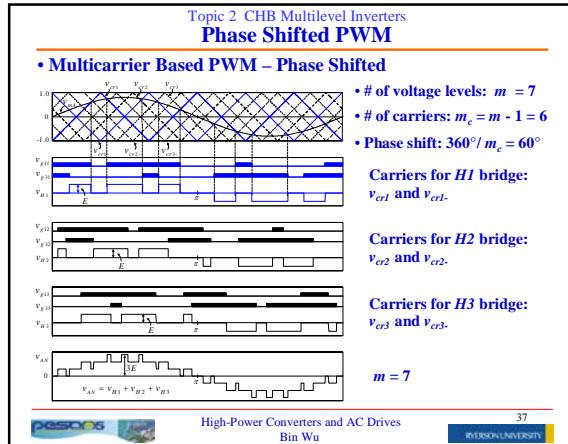 Topic 2 CHB Multilevel Inverters
Phase Shifted PWM
• Multicarrier Based PWM – Phase Shifted
v_cr1 v_cr2 v_cr3
1.0
v_mA
0
-1.0
v_cr1- v_cr2- v_cr3-
• # of voltage levels: m = 7
• # of carriers: m_c = m - 1 = 6
• Phase shift: 360°/ m_c = 60°
v_g11
v_g31
v_H1
E
π
Carriers for H1 bridge:
v_cr1 and v_cr1-
v_g12
v_g32
v_H2
E
π
Carriers for H2 bridge:
v_cr2 and v_cr2-
v_g13
v_g33
v_H3
E
π
Carriers for H3 bridge:
v_cr3 and v_cr3-
v_AN
0
3E
π
v_AN = v_H1 + v_H2 + v_H3
m = 7
High-Power Converters and AC Drives
Bin Wu
37
RYERSON UNIVERSITY